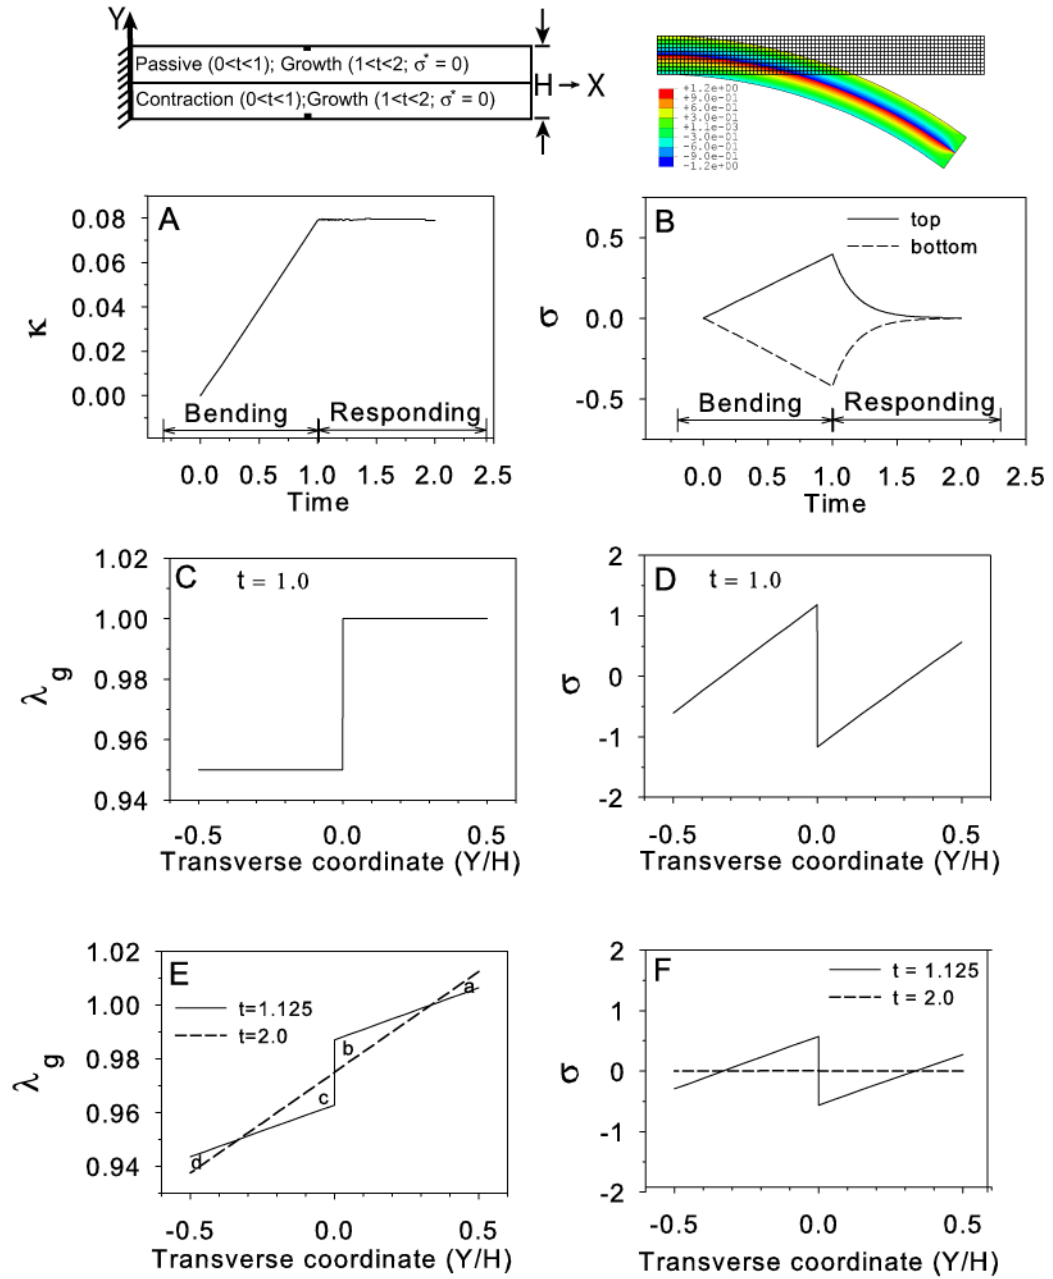 Y
Passive (0<t<1); Growth (1<t<2; σ* = 0)
Contraction (0<t<1);Growth (1<t<2; σ* = 0)
H
X
+1.2e+00
+9.0e-01
+6.0e-01
+3.0e-01
+1.1e-03
-3.0e-01
-6.0e-01
-9.0e-01
-1.2e+00
A
κ
0.08
0.06
0.04
0.02
0.00
Bending
Responding
0.0 0.5 1.0 1.5 2.0 2.5
Time
B
top
bottom
σ
0.5
0.0
-0.5
Bending
Responding
0.0 0.5 1.0 1.5 2.0 2.5
Time
C
t = 1.0
λg
1.02
1.00
0.98
0.96
0.94
-0.5 0.0 0.5
Transverse coordinate (Y/H)
D
t = 1.0
σ
2
1
0
-1
-2
-0.5 0.0 0.5
Transverse coordinate (Y/H)
E
t=1.125
t=2.0
a
b
c
d
λg
1.02
1.00
0.98
0.96
0.94
-0.5 0.0 0.5
Transverse coordinate (Y/H)
F
t = 1.125
t = 2.0
σ
2
1
0
-1
-2
-0.5 0.0 0.5
Transverse coordinate (Y/H)